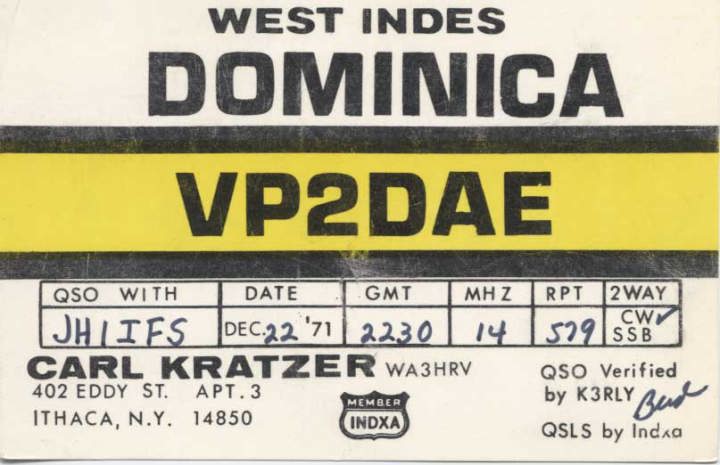 WEST INDES
DOMINICA
VP2DAE
QSO WITH DATE GMT MHZ RPT 2WAY
JH1IFS DEC. 22 '71 2230 14 579 CW ✓
SSB
CARL KRATZER WA3HRV
402 EDDY ST. APT. 3
ITHACA, N.Y. 14850
MEMBER
INDXA
QSO Verified
by K3RLY Bud
QSLS by Indxa